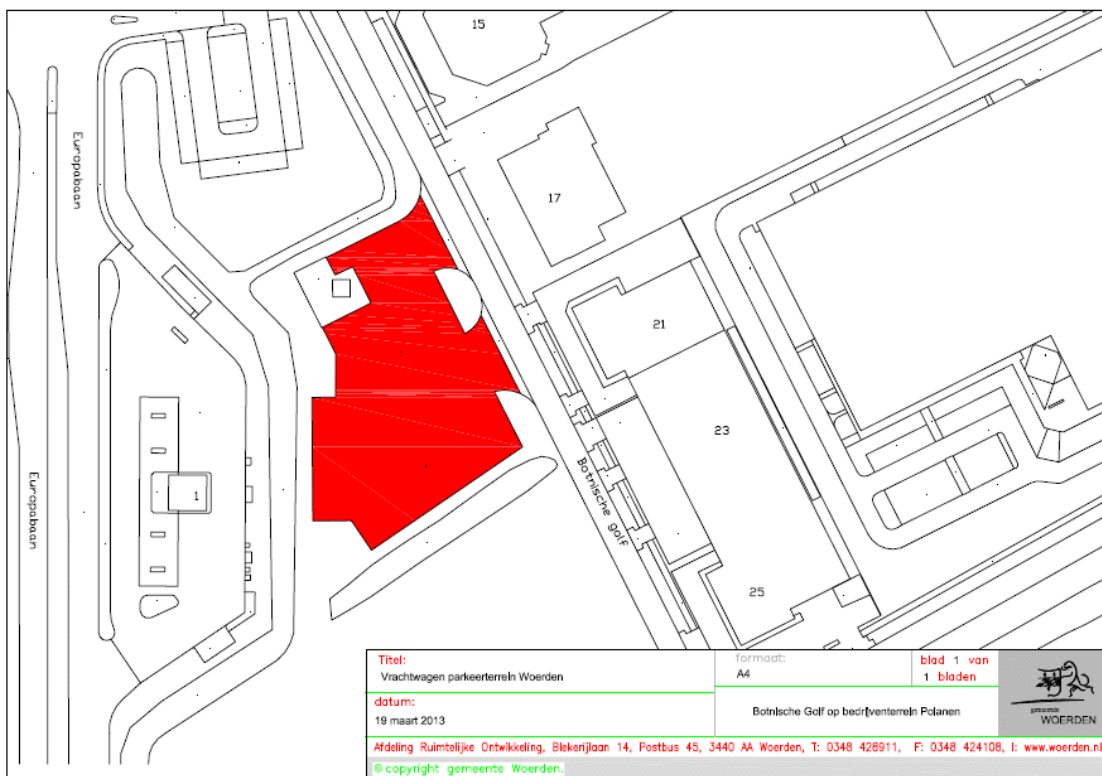 15
Europabaan
17
21
23
Botnische golf
Europabaan
1
25
Titel:
Vrachtwagen parkeerterrein Woerden
formaat:
A4
blad 1 van
1 bladen
datum:
19 maart 2013
Botnische Golf op bedrijventerrein Polanen
gemeente
WOERDEN
Afdeling Ruimtelijke Ontwikkeling, Blekerijlaan 14, Postbus 45, 3440 AA Woerden, T: 0348 428911, F: 0348 424108, I: www.woerden.nl
© copyright gemeente Woerden.